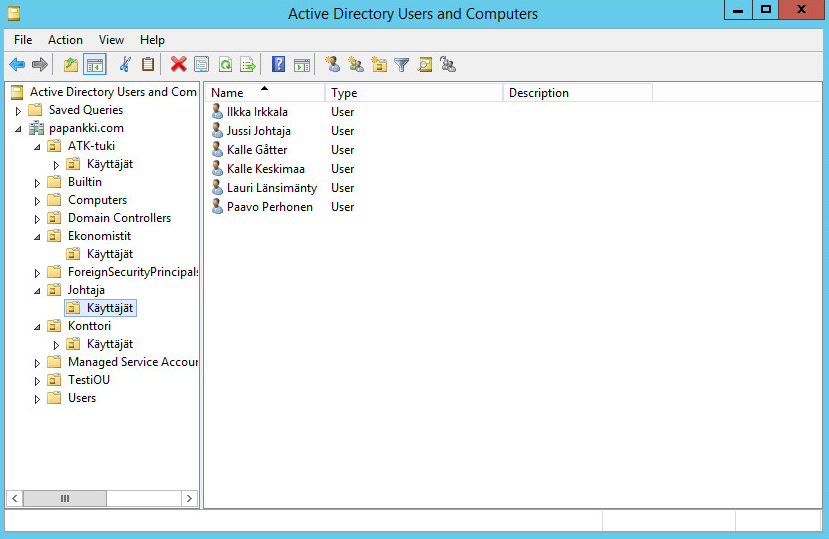 Active Directory Users and Computers
File Action View Help
Active Directory Users and Com
Saved Queries
papankki.com
ATK-tuki
Käyttäjät
Builtin
Computers
Domain Controllers
Ekonomistit
Käyttäjät
ForeignSecurityPrincipals
Johtaja
Käyttäjät
Konttori
Käyttäjät
Managed Service Accour
TestiOU
Users
Name Type Description
Ilkka Irkkala User
Jussi Johtaja User
Kalle Gåtter User
Kalle Keskimaa User
Lauri Länsimänty User
Paavo Perhonen User